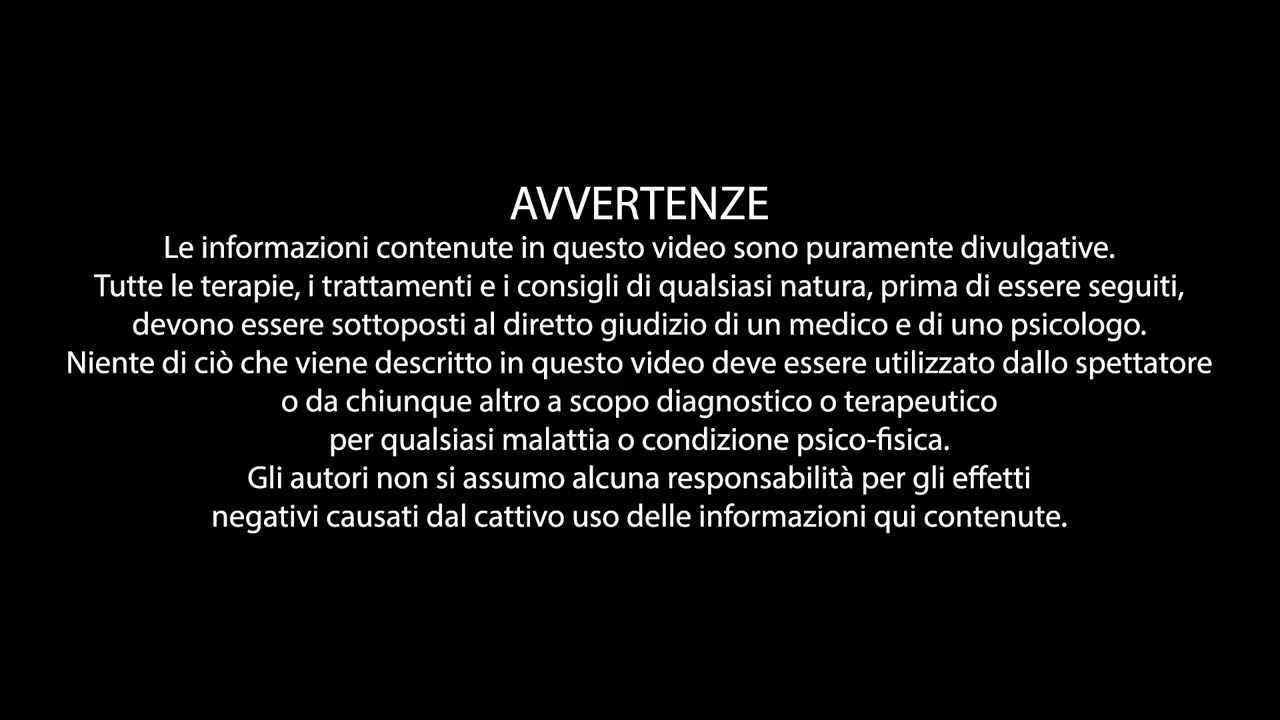 AVVERTENZE
Le informazioni contenute in questo video sono puramente divulgative.
Tutte le terapie, i trattamenti e i consigli di qualsiasi natura, prima di essere seguiti,
devono essere sottoposti al diretto giudizio di un medico e di uno psicologo.
Niente di ciò che viene descritto in questo video deve essere utilizzato dallo spettatore
o da chiunque altro a scopo diagnostico o terapeutico
per qualsiasi malattia o condizione psico-fisica.
Gli autori non si assumo alcuna responsabilità per gli effetti
negativi causati dal cattivo uso delle informazioni qui contenute.